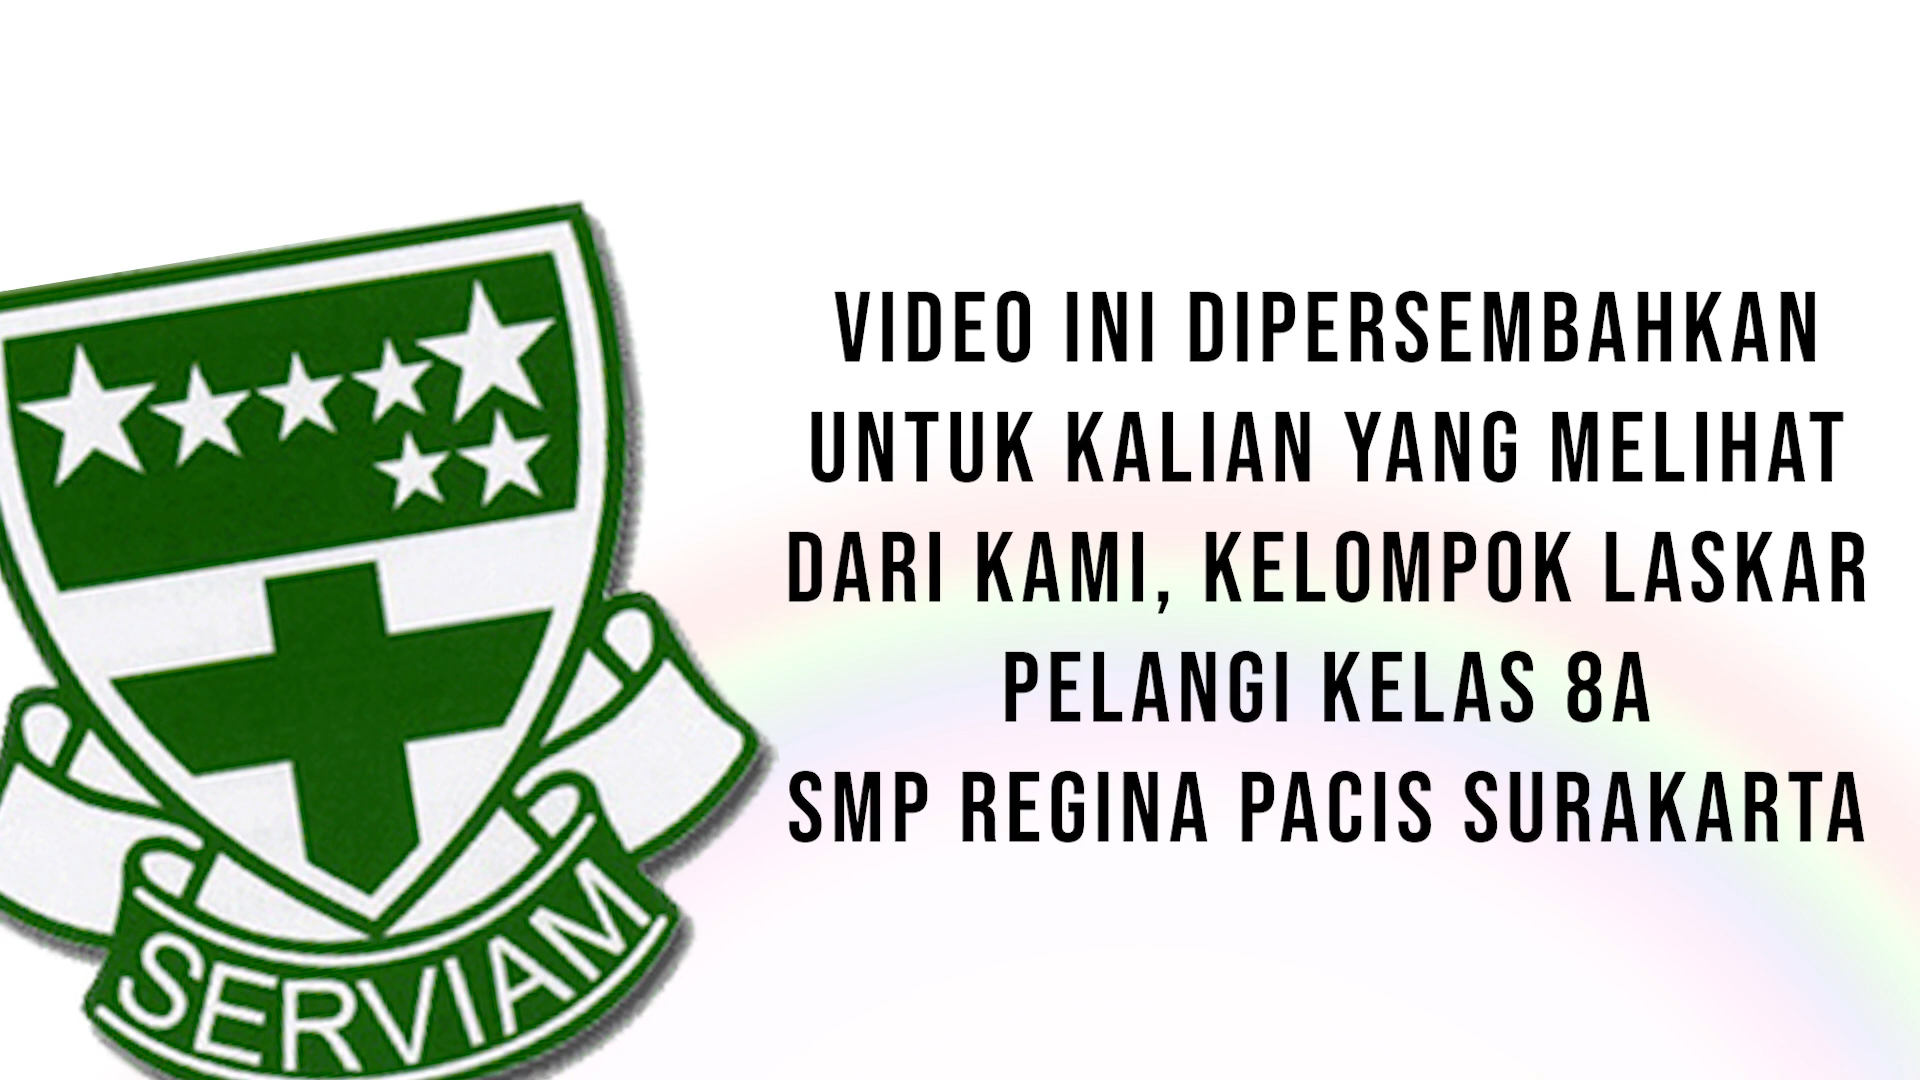 VIDEO INI DIPERSEMBAHKAN
UNTUK KALIAN YANG MELIHAT
DARI KAMI, KELOMPOK LASKAR
PELANGI KELAS 8A
SMP REGINA PACIS SURAKARTA
SERVIAM